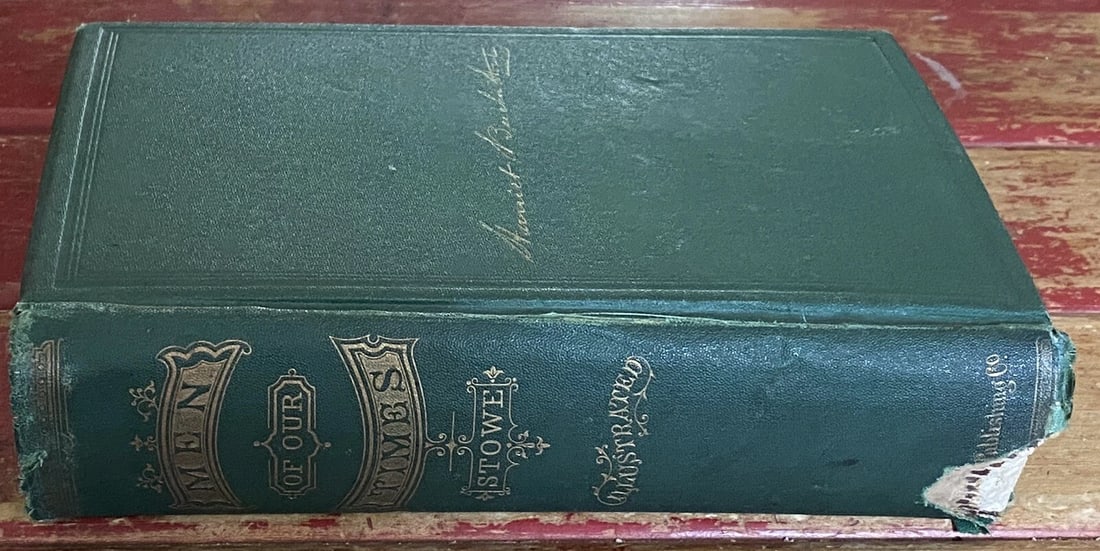 Harriet Beecher Stowe
MEN
OF OUR
TIMES
STOWE
ILLUSTRATED
Publishing Co.